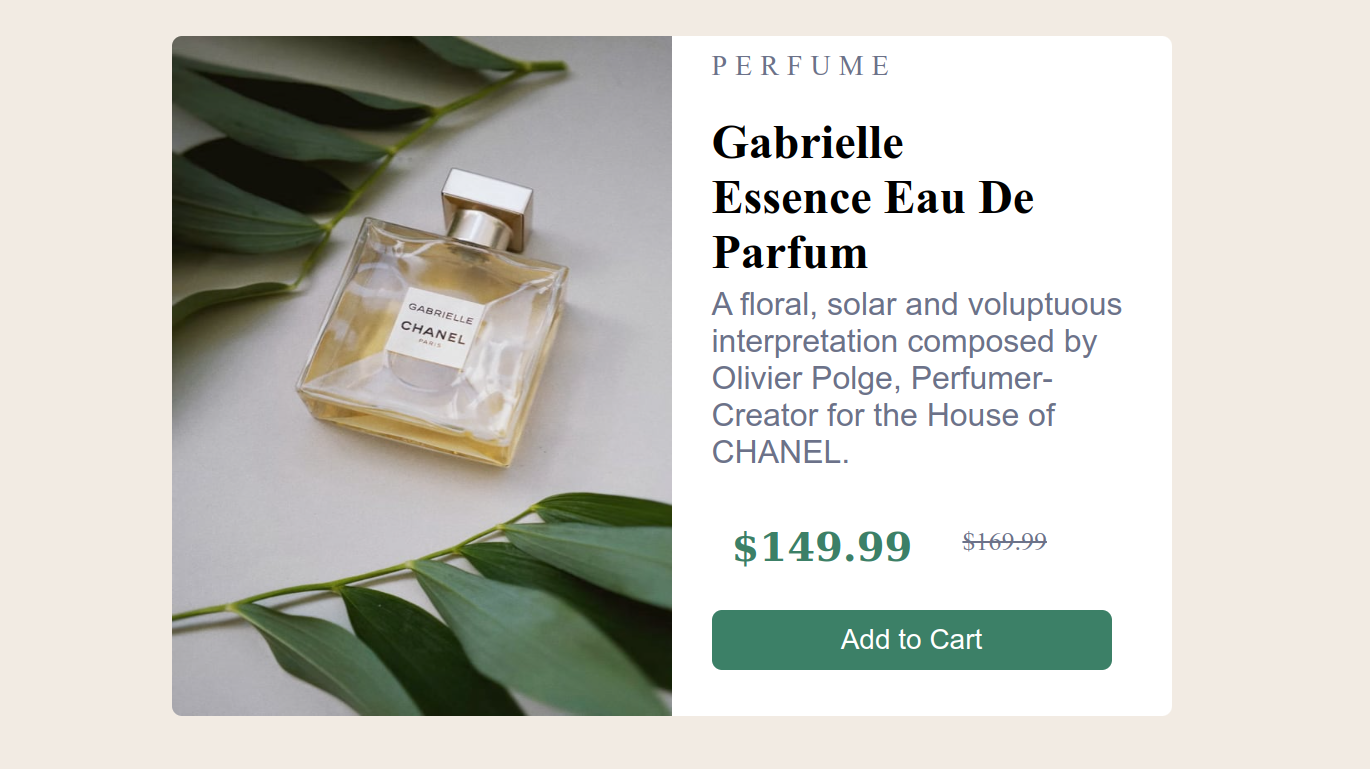 GABRIELLE
CHANEL
PARIS
PERFUME
Gabrielle
Essence Eau De
Parfum
A floral, solar and voluptuous
interpretation composed by
Olivier Polge, Perfumer-
Creator for the House of
CHANEL.
$149.99 $169.99
Add to Cart